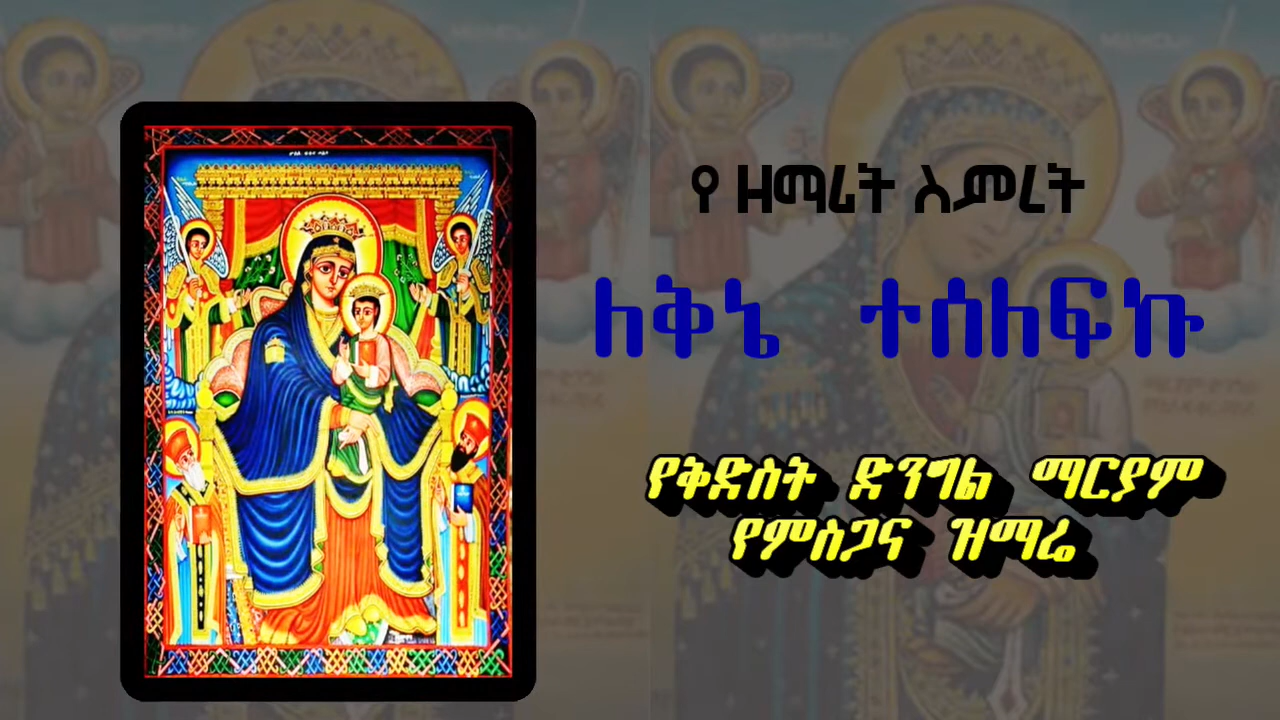 የ ዘማሪት ስምረት
ለቅኔ ተሰለፍኩ
የቅድስት ድንግል ማርያም
የምስጋና ዝማሬ